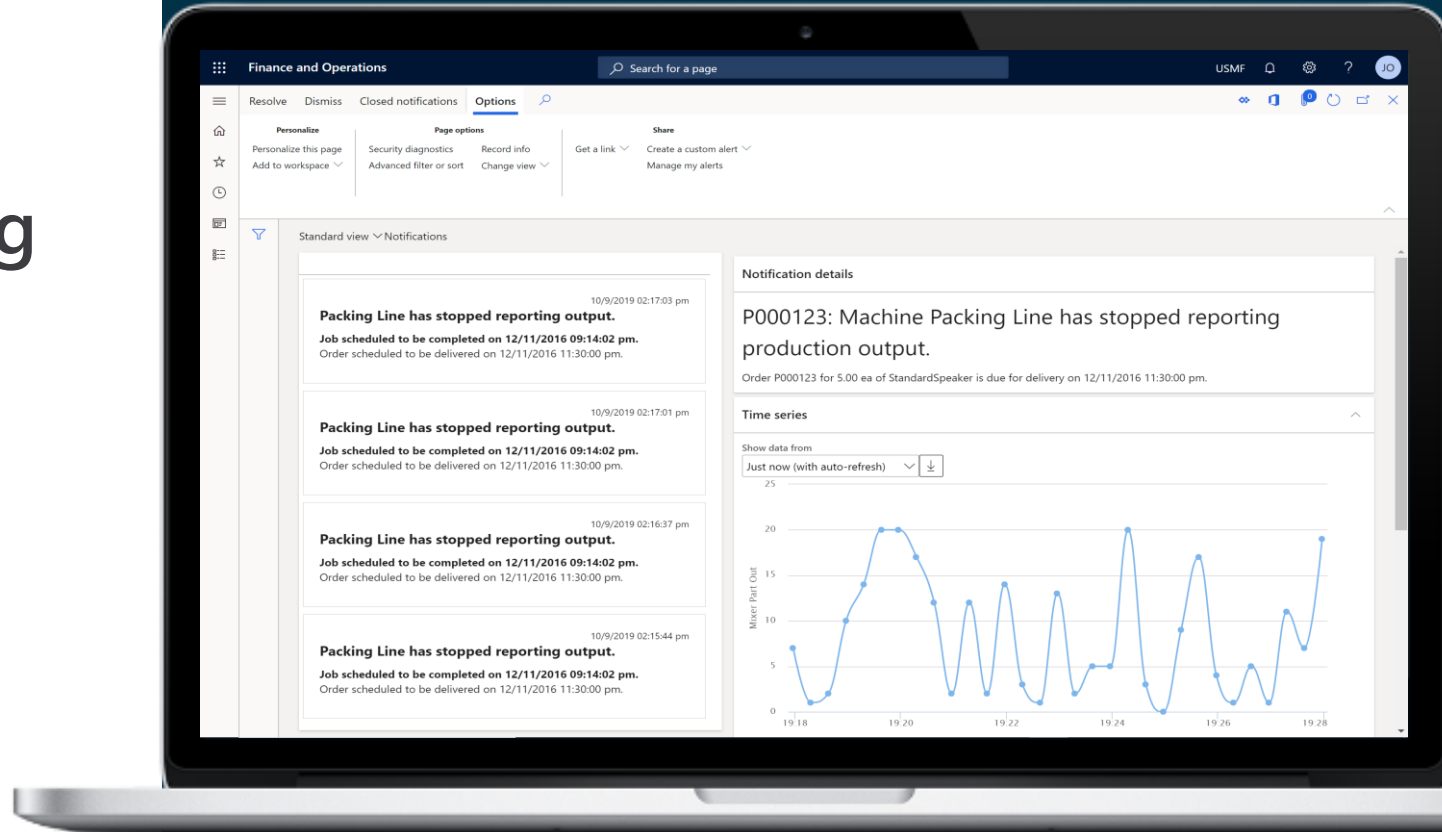 g
Finance and Operations
Search for a page
USMF
?
JO
Resolve Dismiss Closed notifications Options
0
Personalize
Page options
Share
Personalize this page
Security diagnostics
Record info
Get a link
Create a custom alert
Add to workspace
Advanced filter or sort
Change view
Manage my alerts
Standard view Notifications
10/9/2019 02:17:03 pm
Packing Line has stopped reporting output.
Job scheduled to be completed on 12/11/2016 09:14:02 pm.
Order scheduled to be delivered on 12/11/2016 11:30:00 pm.
10/9/2019 02:17:01 pm
Packing Line has stopped reporting output.
Job scheduled to be completed on 12/11/2016 09:14:02 pm.
Order scheduled to be delivered on 12/11/2016 11:30:00 pm.
10/9/2019 02:16:37 pm
Packing Line has stopped reporting output.
Job scheduled to be completed on 12/11/2016 09:14:02 pm.
Order scheduled to be delivered on 12/11/2016 11:30:00 pm.
10/9/2019 02:15:44 pm
Packing Line has stopped reporting output.
Job scheduled to be completed on 12/11/2016 09:14:02 pm.
Order scheduled to be delivered on 12/11/2016 11:30:00 pm.
Notification details
P000123: Machine Packing Line has stopped reporting
production output.
Order P000123 for 5.00 ea of StandardSpeaker is due for delivery on 12/11/2016 11:30:00 pm.
Time series
Show data from
Just now (with auto-refresh)
25
20
15
10
5
0
Mixer Part Out
19:18 19:20 19:22 19:24 19:26 19:28